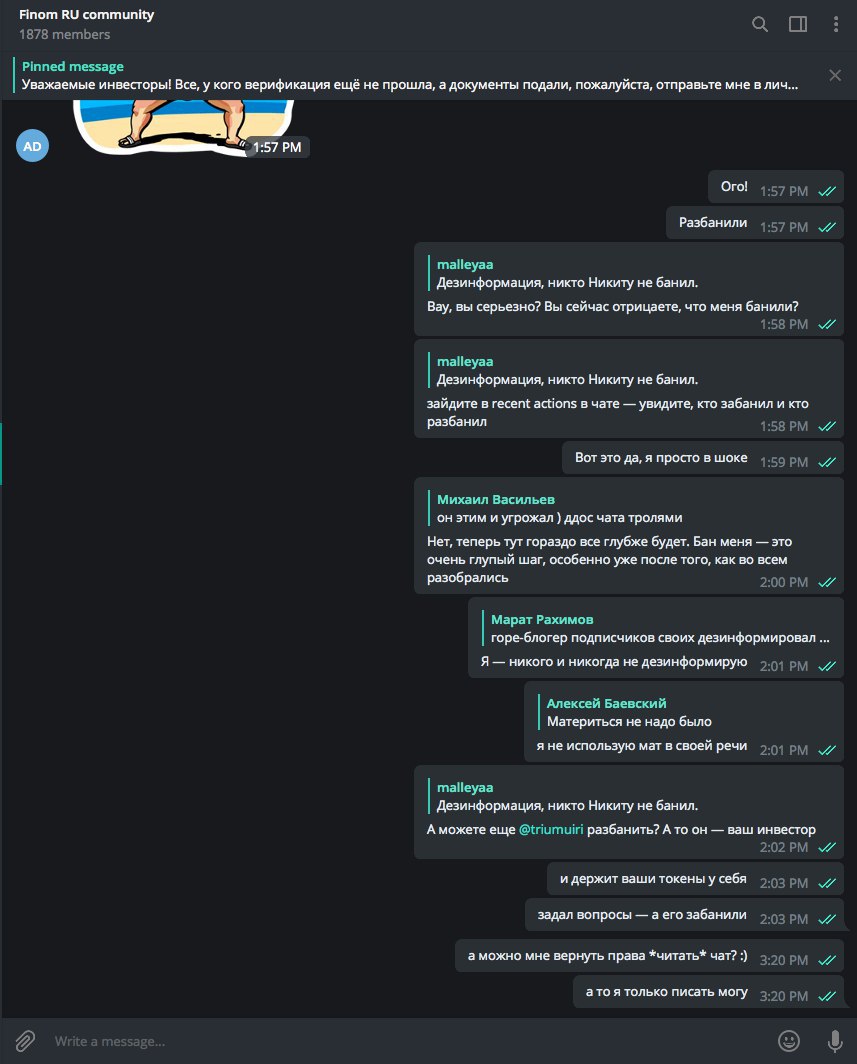 Finom RU community
1878 members
Pinned message
Уважаемые инвесторы! Все, у кого верификация ещё не прошла, а документы подали, пожалуйста, отправьте мне в лич...
AD
1:57 PM
Ого! 1:57 PM
Разбанили 1:57 PM
malleyaa
Дезинформация, никто Никиту не банил.
Вау, вы серьезно? Вы сейчас отрицаете, что меня банили?
1:58 PM
malleyaa
Дезинформация, никто Никиту не банил.
зайдите в recent actions в чате — увидите, кто забанил и кто
разбанил 1:58 PM
Вот это да, я просто в шоке 1:59 PM
Михаил Васильев
он этим и угрожал ) ддос чата тролями
Нет, теперь тут гораздо все глубже будет. Бан меня — это
очень глупый шаг, особенно уже после того, как во всем
разобрались 2:00 PM
Марат Рахимов
горе-блогер подписчиков своих дезинформировал ...
Я — никого и никогда не дезинформирую 2:01 PM
Алексей Баевский
Материться не надо было
я не использую мат в своей речи 2:01 PM
malleyaa
Дезинформация, никто Никиту не банил.
А можете еще @triumuiri разбанить? А то он — ваш инвестор
2:02 PM
и держит ваши токены у себя 2:03 PM
задал вопросы — а его забанили 2:03 PM
а можно мне вернуть права *читать* чат? :) 3:20 PM
а то я только писать могу 3:20 PM
Write a message...